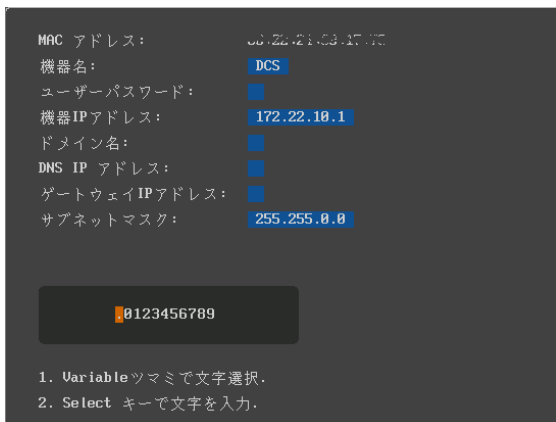 MAC アドレス:
機器名: DCS
ユーザーパスワード:
機器IPアドレス: 172.22.10.1
ドメイン名:
DNS IP アドレス:
ゲートウェイIPアドレス:
サブネットマスク: 255.255.0.0
.0123456789
1. Variableツマミで文字選択.
2. Select キーで文字を入力.